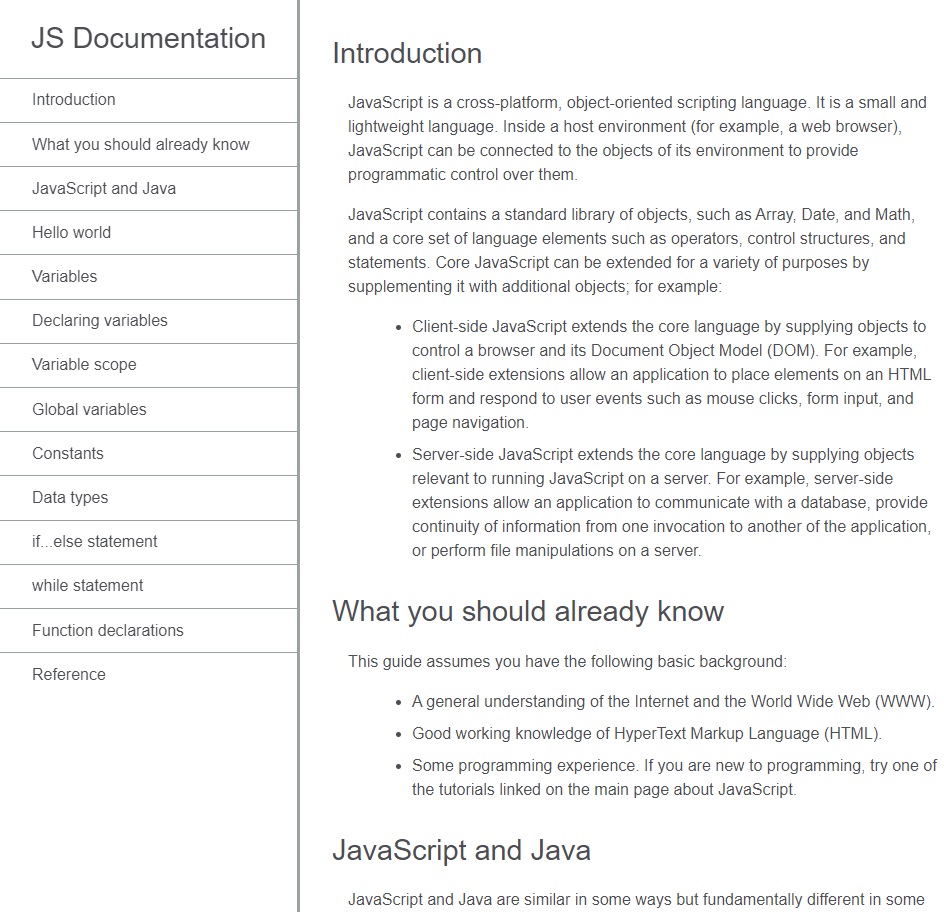 JS Documentation
Introduction
What you should already know
JavaScript and Java
Hello world
Variables
Declaring variables
Variable scope
Global variables
Constants
Data types
if...else statement
while statement
Function declarations
Reference
Introduction
JavaScript is a cross-platform, object-oriented scripting language. It is a small and
lightweight language. Inside a host environment (for example, a web browser),
JavaScript can be connected to the objects of its environment to provide
programmatic control over them.
JavaScript contains a standard library of objects, such as Array, Date, and Math,
and a core set of language elements such as operators, control structures, and
statements. Core JavaScript can be extended for a variety of purposes by
supplementing it with additional objects; for example:
• Client-side JavaScript extends the core language by supplying objects to
control a browser and its Document Object Model (DOM). For example,
client-side extensions allow an application to place elements on an HTML
form and respond to user events such as mouse clicks, form input, and
page navigation.
• Server-side JavaScript extends the core language by supplying objects
relevant to running JavaScript on a server. For example, server-side
extensions allow an application to communicate with a database, provide
continuity of information from one invocation to another of the application,
or perform file manipulations on a server.
What you should already know
This guide assumes you have the following basic background:
• A general understanding of the Internet and the World Wide Web (WWW).
• Good working knowledge of HyperText Markup Language (HTML).
• Some programming experience. If you are new to programming, try one of
the tutorials linked on the main page about JavaScript.
JavaScript and Java
JavaScript and Java are similar in some ways but fundamentally different in some